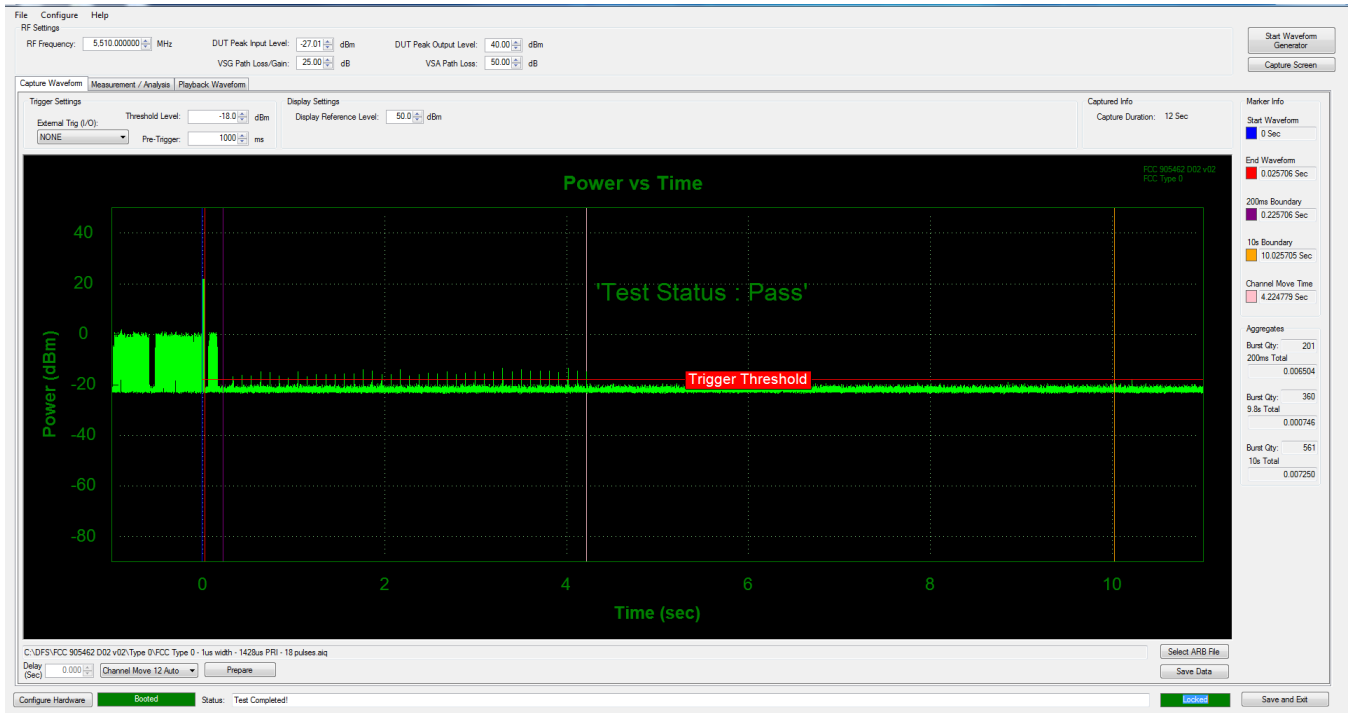 File Configure Help
RF Settings
RF Frequency: 5,510.000000 MHz DUT Peak Input Level: -27.01 dBm DUT Peak Output Level: 40.00 dBm
VSG Path Loss/Gain: 25.00 dB VSA Path Loss: 50.00 dB
Start Waveform
Generator
Capture Screen
Capture Waveform Measurement / Analysis Playback Waveform
Trigger Settings
External Trig (I/O):
NONE
Threshold Level: -18.0 dBm
Pre-Trigger: 1000 ms
Display Settings
Display Reference Level: 50.0 dBm
Captured Info
Capture Duration: 12 Sec
Power vs Time
FCC 905462 D02 v02
FCC Type 0
'Test Status : Pass'
Trigger Threshold
Power (dBm)
40
20
0
-20
-40
-60
-80
0 2 4 6 8 10
Time (sec)
Marker Info
Start Waveform
0 Sec
End Waveform
0.025706 Sec
200ms Boundary
0.225706 Sec
10s Boundary
10.025705 Sec
Channel Move Time
4.224779 Sec
Aggregates
Burst Qty: 201
200ms Total
0.006504
Burst Qty: 360
9.8s Total
0.000746
Burst Qty: 561
10s Total
0.007250
C:\DFS\FCC 905462 D02 v02\Type 0\FCC Type 0 - 1us width - 1428us PRI - 18 pulses.aiq
Select ARB File
Delay
(Sec) 0.000 Channel Move 12 Auto Prepare
Save Data
Configure Hardware Booted Status: Test Completed! Locked Save and Exit